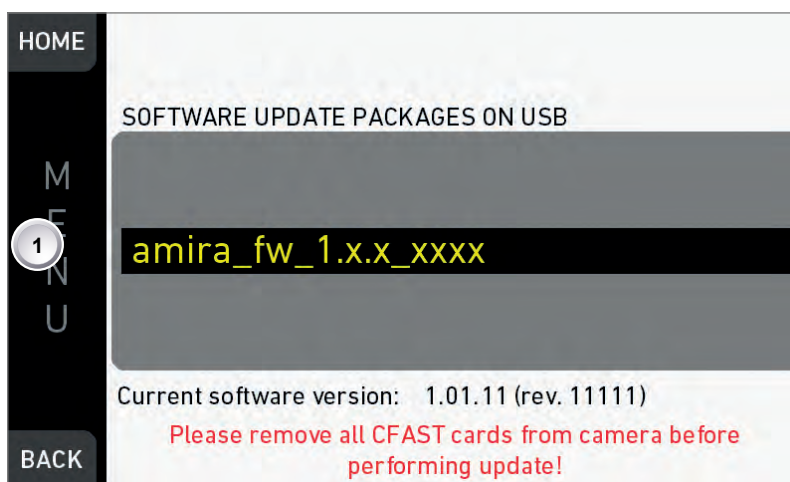 HOME
SOFTWARE UPDATE PACKAGES ON USB
MENU
1
amira_fw_1.x.x_xxxx
Current software version: 1.01.11 (rev. 11111)
Please remove all CFAST cards from camera before
performing update!
BACK